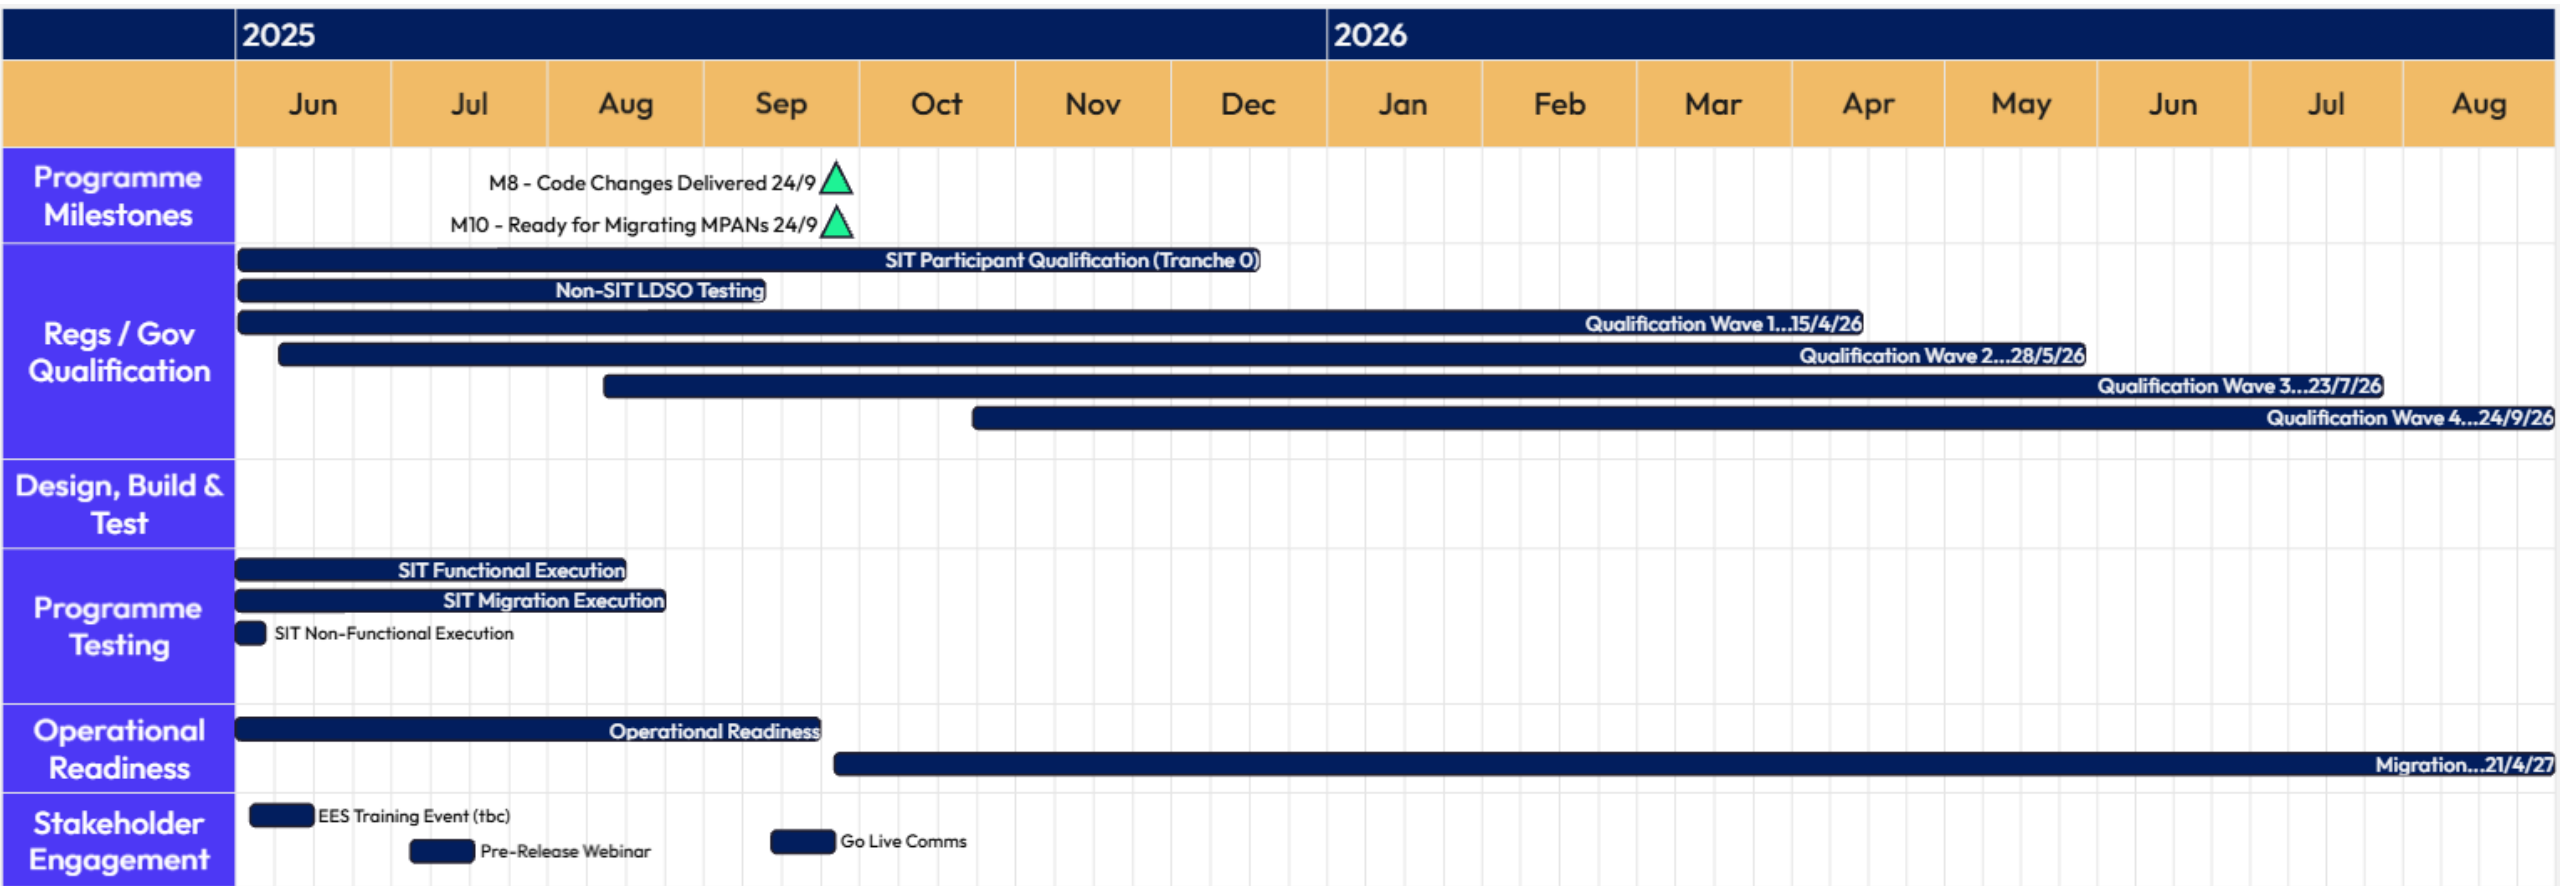 2025
2026
Jun
Jul
Aug
Sep
Oct
Nov
Dec
Jan
Feb
Mar
Apr
May
Jun
Jul
Aug
Programme
Milestones
M8 - Code Changes Delivered 24/9
M10 - Ready for Migrating MPANs 24/9
Regs / Gov
Qualification
SIT Participant Qualification (Tranche 0)
Non-SIT LDSO Testing
Qualification Wave 1...15/4/26
Qualification Wave 2...28/5/26
Qualification Wave 3...23/7/26
Qualification Wave 4...24/9/26
Design, Build &
Test
Programme
Testing
SIT Functional Execution
SIT Migration Execution
SIT Non-Functional Execution
Operational
Readiness
Operational Readiness
Migration...21/4/27
Stakeholder
Engagement
EES Training Event (tbc)
Pre-Release Webinar
Go Live Comms